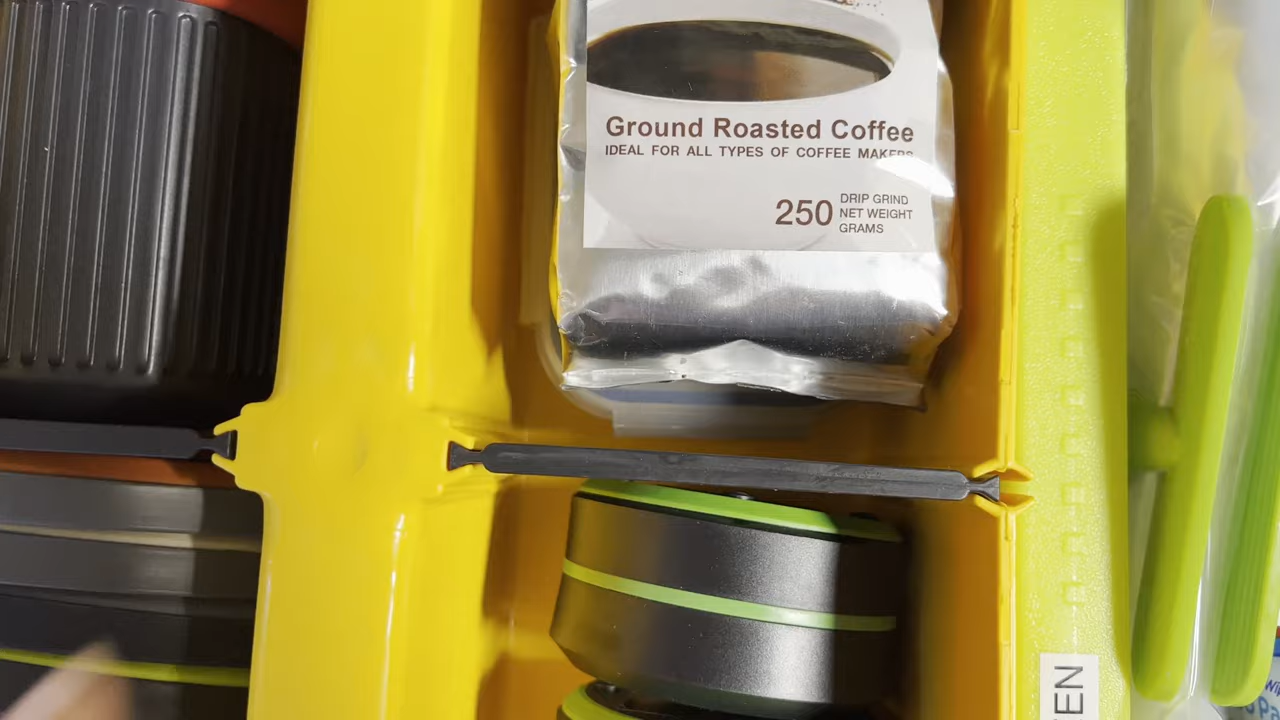 Ground Roasted Coffee
IDEAL FOR ALL TYPES OF COFFEE MAKERS
250
DRIP GRIND
NET WEIGHT
GRAMS